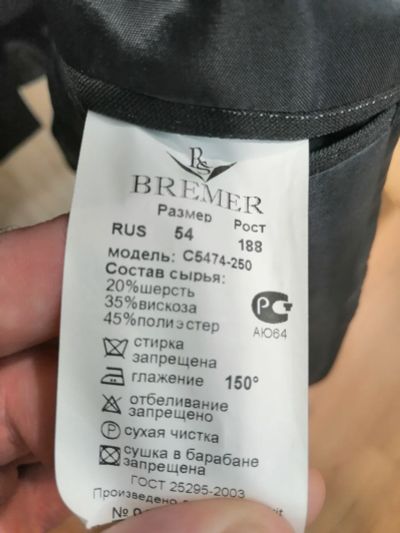 BREMER
Размер Рост
RUS 54 188
модель: С5474-250
Состав сырья:
20%шерсть
35%вискоза
45%полиэстер
АЮ64
стирка
запрещена
глажение 150°
отбеливание
запрещено
Р сухая чистка
сушка в барабане
запрещена
ГОСТ 25295-2003
Произведено
№